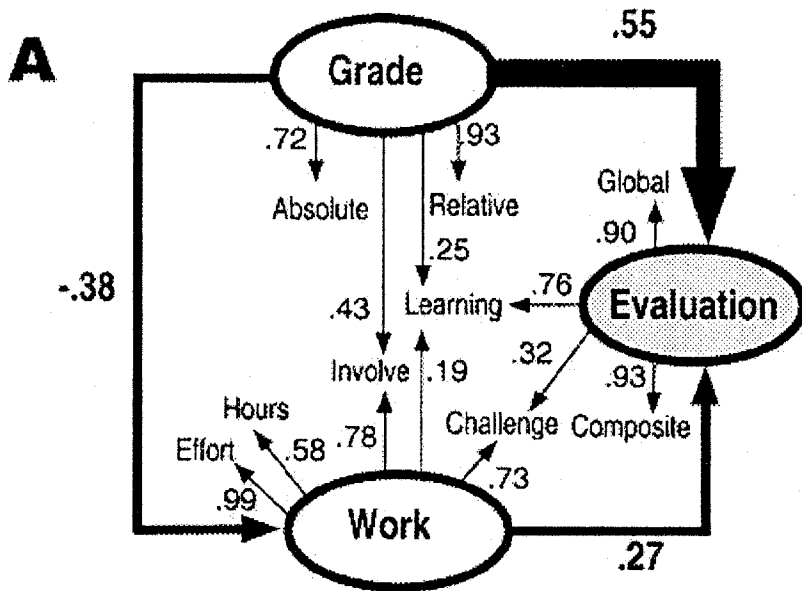 .55
A
Grade
.72
.93
Absolute
Relative
Global
.90
.25
-.38
.76
Learning
Evaluation
.43
.32
Involve
.19
.93
Hours
Challenge
Composite
Effort
.58
.78
.73
.99
Work
.27